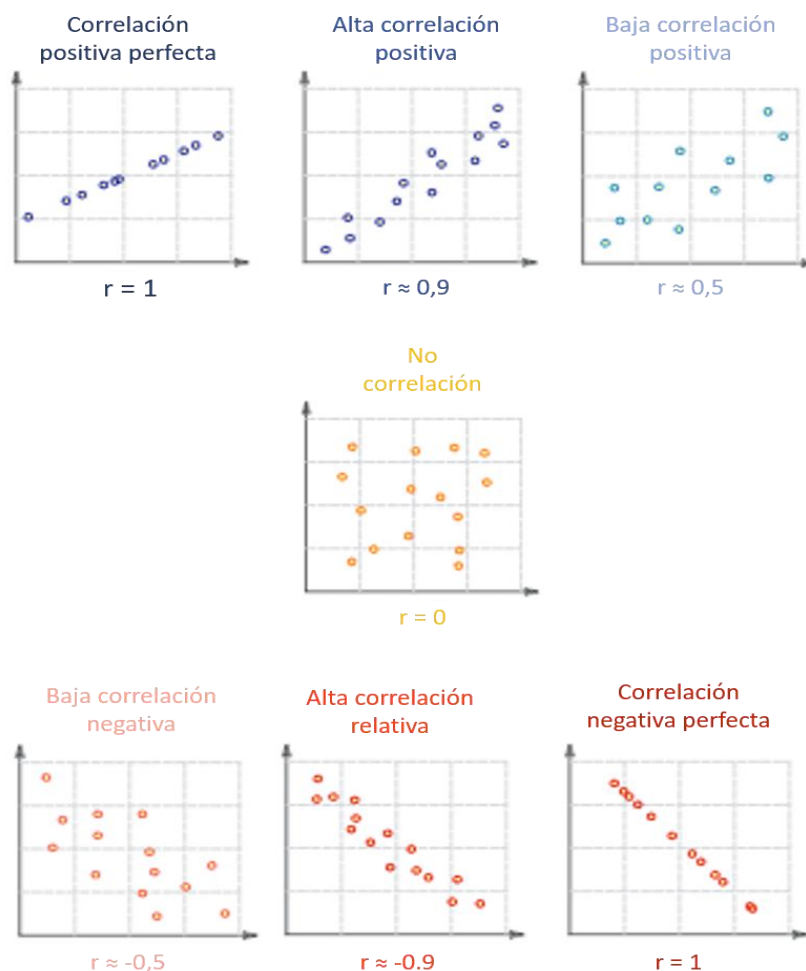 Correlación
positiva perfecta
Alta correlación
positiva
Baja correlación
positiva
r = 1
r ≈ 0,9
r ≈ 0,5
No
correlación
r = 0
Baja correlación
negativa
Alta correlación
relativa
Correlación
negativa perfecta
r ≈ -0,5
r ≈ -0.9
r = 1